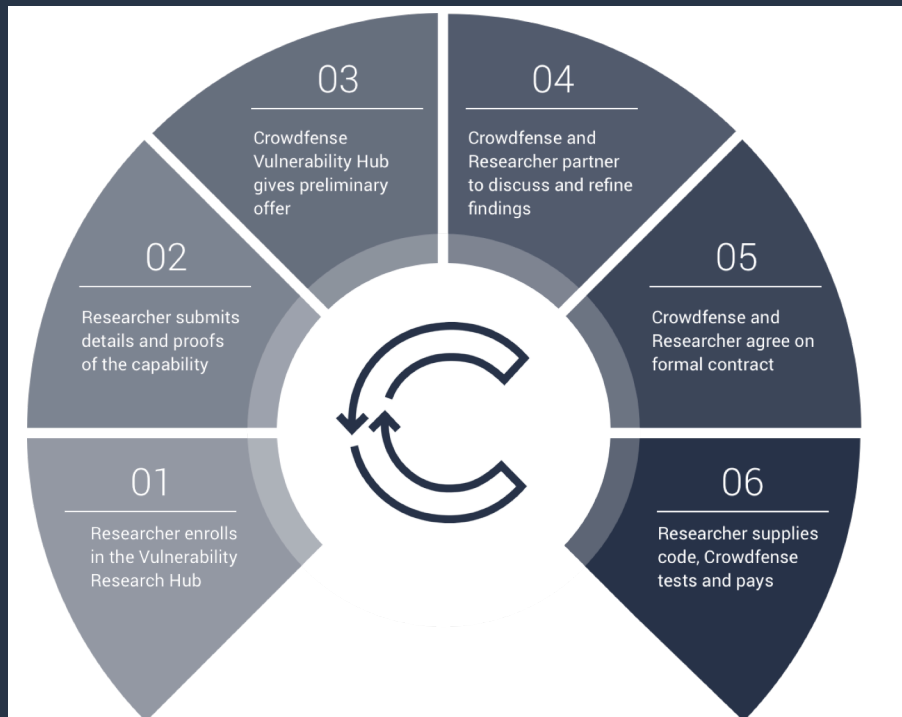 01
Researcher enrolls
in the Vulnerability
Research Hub
02
Researcher submits
details and proofs
of the capability
03
Crowdfense
Vulnerability Hub
gives preliminary
offer
04
Crowdfense and
Researcher partner
to discuss and refine
findings
05
Crowdfense and
Researcher agree on
formal contract
06
Researcher supplies
code, Crowdfense
tests and pays